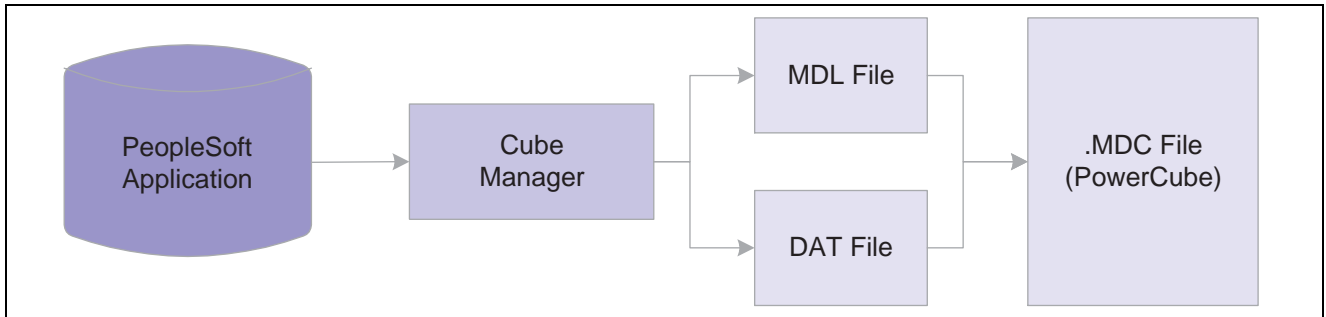 PeopleSoft
Application
Cube
Manager
MDL File
DAT File
.MDC File
(PowerCube)